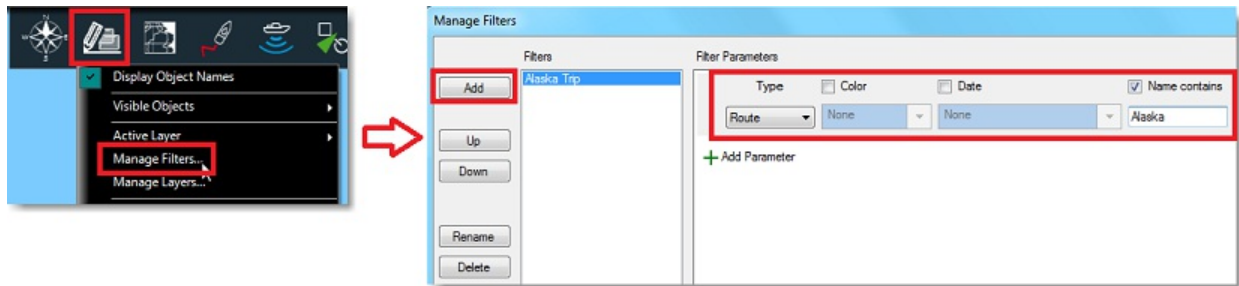 Display Object Names
Visible Objects
Active Layer
Manage Filters...
Manage Layers...
Manage Filters
Filters
Filter Parameters
Add
Alaska Trip
Type
Color
Date
Name contains
Route
None
None
Alaska
Up
Add Parameter
Down
Rename
Delete